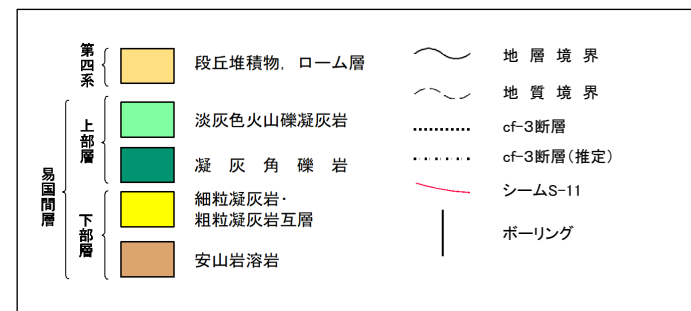 第四系
段丘堆積物，ローム層
易国間層
上部層
淡灰色火山礫凝灰岩
凝灰角礫岩
下部層
細粒凝灰岩・
粗粒凝灰岩互層
安山岩溶岩
地層境界
地質境界
cf-3断層
cf-3断層(推定)
シームS-11
ボーリング